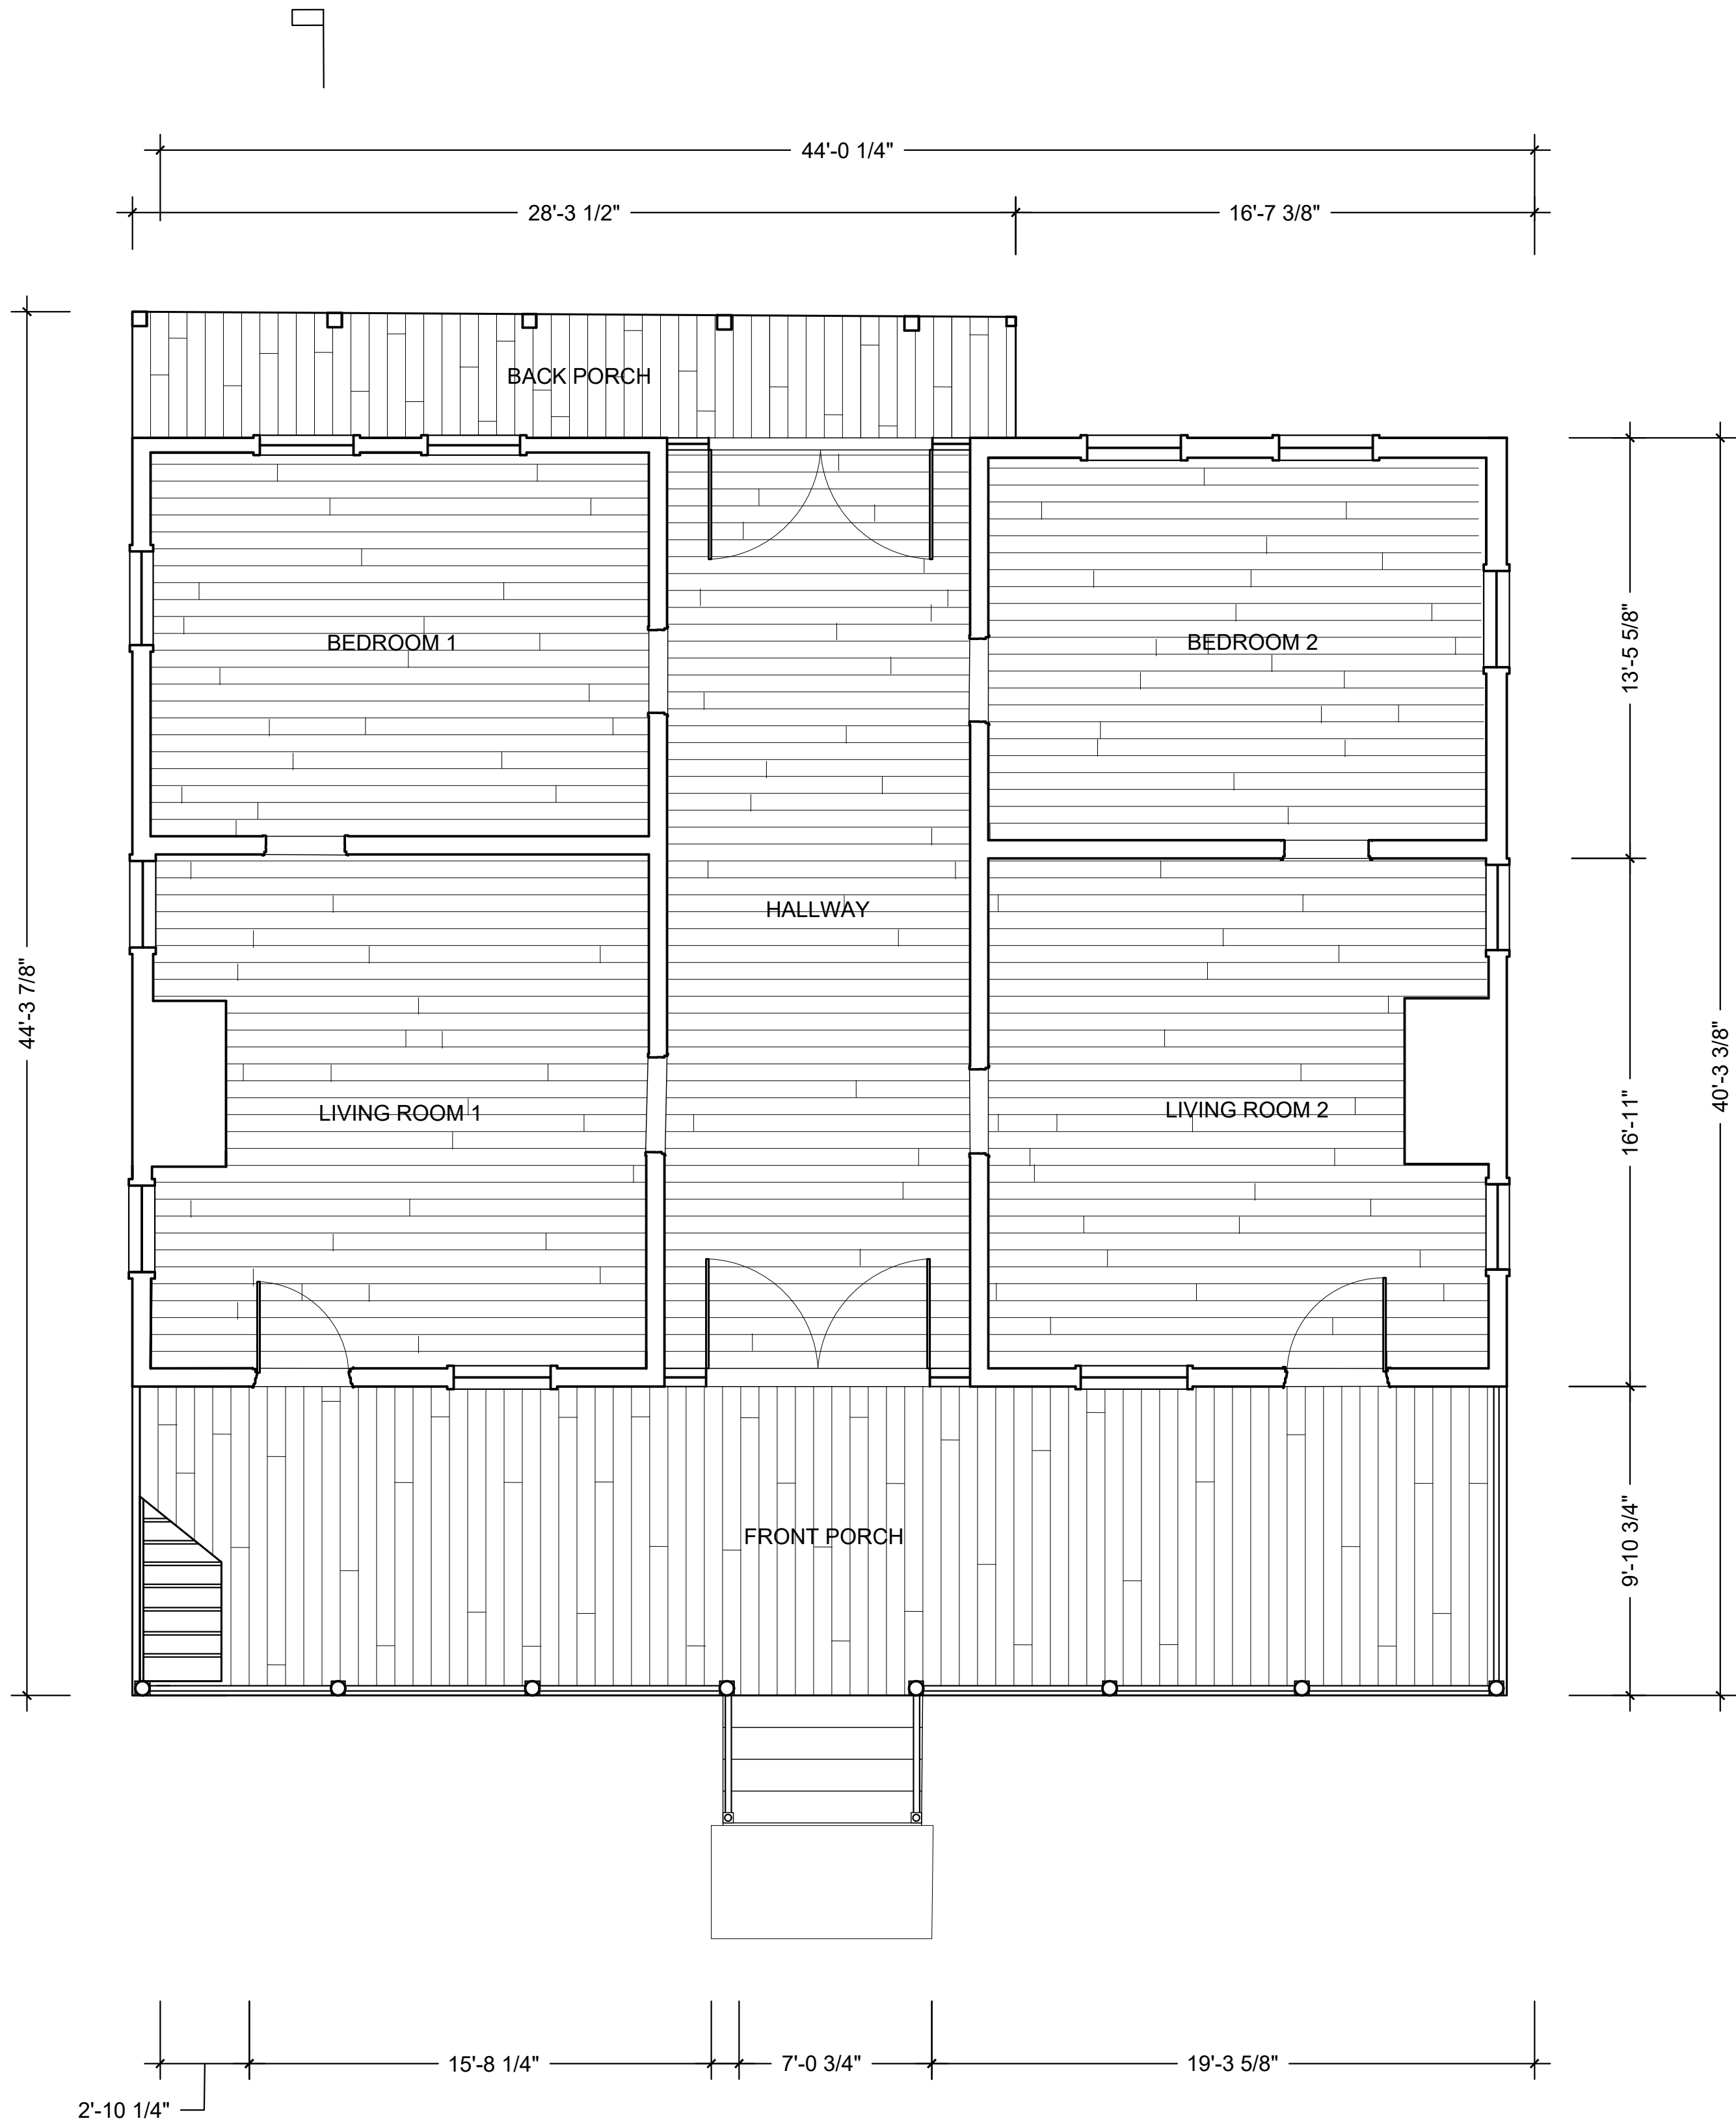 44'-0 1/4"
28'-3 1/2"
16'-7 3/8"
BACK PORCH
BEDROOM 1
BEDROOM 2
13'-5 5/8"
HALLWAY
44'-3 7/8"
40'-3 3/8"
LIVING ROOM 1
LIVING ROOM 2
16'-11"
FRONT PORCH
9'-10 3/4"
15'-8 1/4"
7'-0 3/4"
19'-3 5/8"
2'-10 1/4"